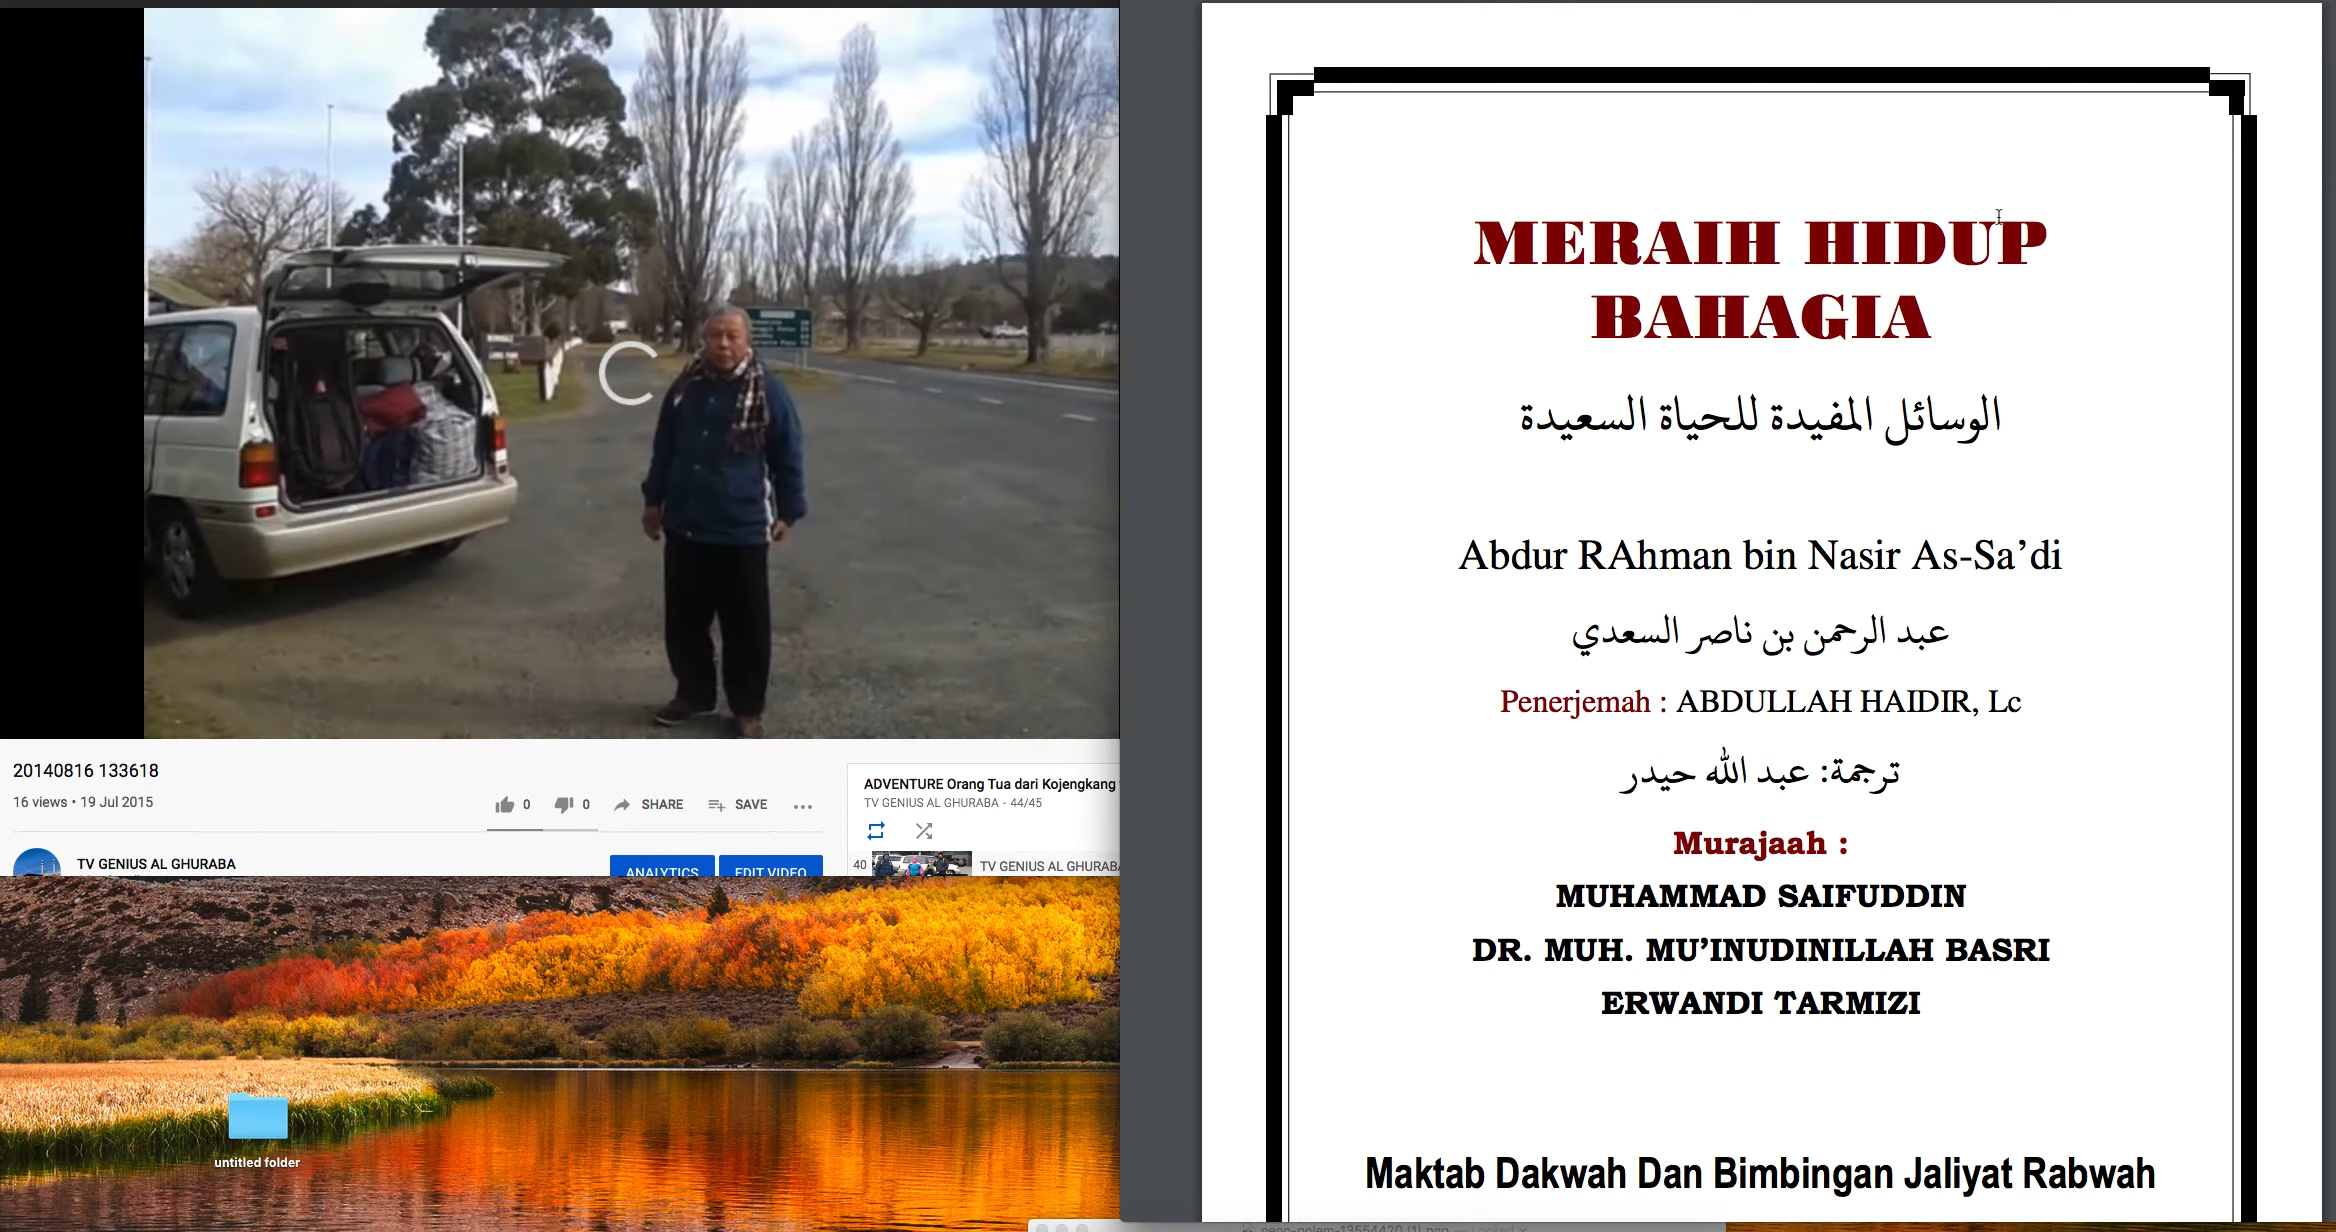 20140816 133618
16 views • 19 Jul 2015
0
0
SHARE
SAVE
TV GENIUS AL GHURABA
ANALYTICS
EDIT VIDEO
ADVENTURE Orang Tua dari Kojengkang
TV GENIUS AL GHURABA - 44/45
40
TV GENIUS AL GHURABA
untitled folder
MERAIH HIDUP
BAHAGIA
الوسائل المفيدة للحياة السعيدة
Abdur RAhman bin Nasir As-Sa’di
عبد الرحمن بن ناصر السعدي
Penerjemah : ABDULLAH HAIDIR, Lc
ترجمة: عبد الله حيدر
Murajaah :
MUHAMMAD SAIFUDDIN
DR. MUH. MU’INUDINILLAH BASRI
ERWANDI TARMIZI
Maktab Dakwah Dan Bimbingan Jaliyat Rabwah